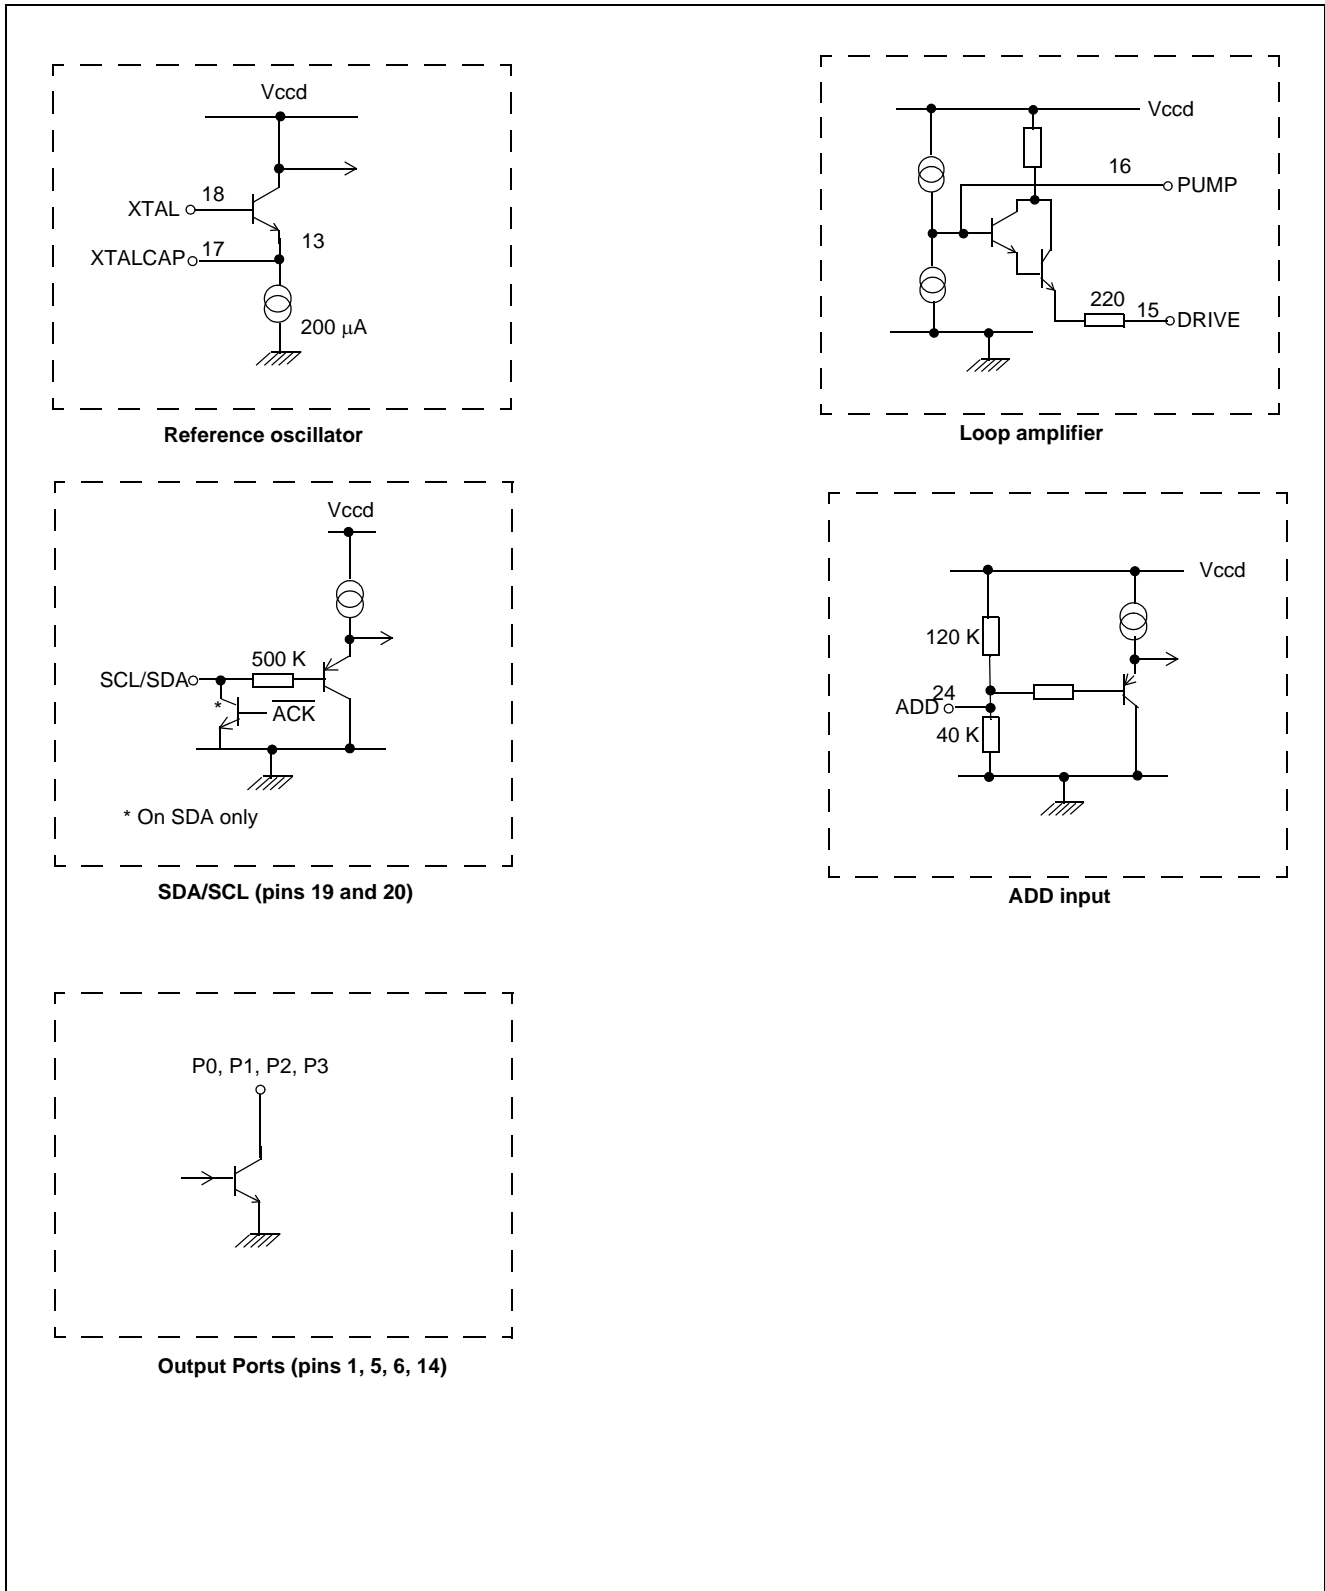 Vccd
18
XTAL
13
17
XTALCAP
200 μA
Reference oscillator
Vccd
16
PUMP
220
15
DRIVE
Loop amplifier
Vccd
500 K
SCL/SDA
*
ACK
* On SDA only
SDA/SCL (pins 19 and 20)
Vccd
120 K
24
ADD
40 K
ADD input
P0, P1, P2, P3
Output Ports (pins 1, 5, 6, 14)